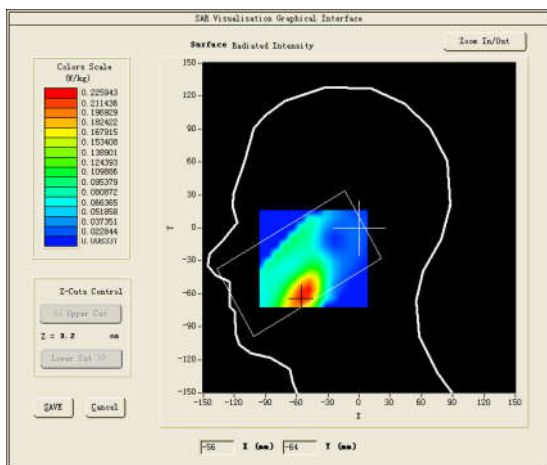 SAR Visualisation Graphical Interface
Surface Radiated Intensity
Zoom In/Out
Colors Scale
(W/kg)
0.225943
0.211436
0.196929
0.182422
0.167915
0.153408
0.138901
0.124393
0.109886
0.095379
0.080872
0.066365
0.051858
0.037351
0.022844
0.008337
150
120
90
60
30
0
-30
-60
-90
-120
-150
Y
-150 -120 -90 -60 -30 0 30 60 90 120 150
X
Z-Cuts Control
<< Upper Cut
Z = 3.2 mm
Lower Cut >>
SAVE
Cancel
-56 X (mm) -64 Y (mm)